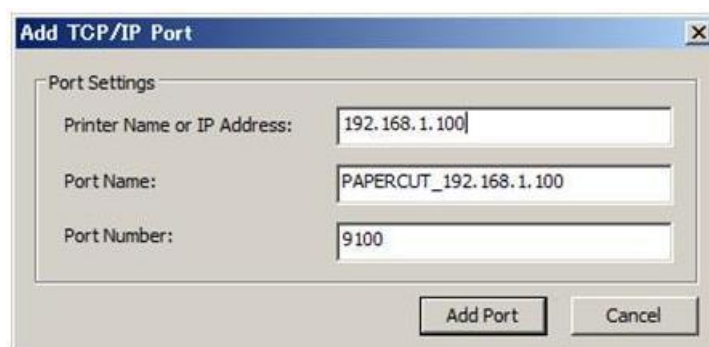 Add TCP/IP Port
Port Settings
Printer Name or IP Address: 192.168.1.100
Port Name: PAPERCUT_192.168.1.100
Port Number: 9100
Add Port Cancel